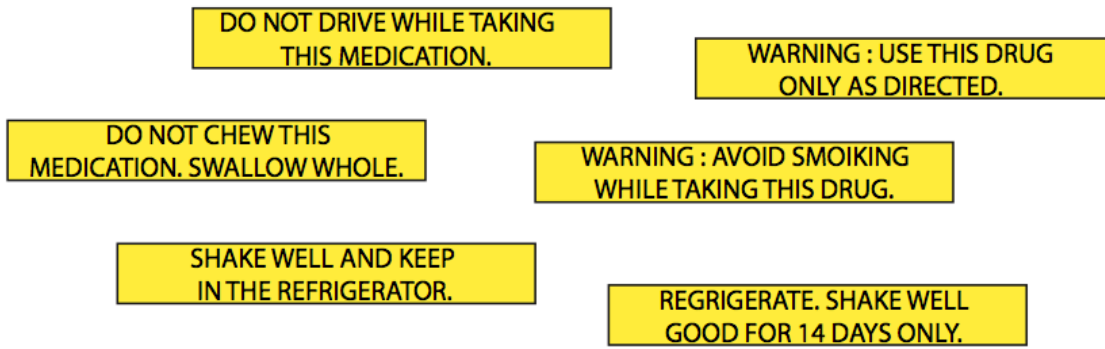 DO NOT DRIVE WHILE TAKING
THIS MEDICATION.
WARNING : USE THIS DRUG
ONLY AS DIRECTED.
DO NOT CHEW THIS
MEDICATION. SWALLOW WHOLE.
WARNING : AVOID SMOIKING
WHILE TAKING THIS DRUG.
SHAKE WELL AND KEEP
IN THE REFRIGERATOR.
REGRIGERATE. SHAKE WELL
GOOD FOR 14 DAYS ONLY.